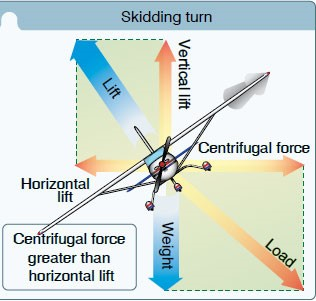 Skidding turn
Lift
Vertical lift
Centrifugal force
Horizontal
lift
Centrifugal force
greater than
horizontal lift
Weight
Load